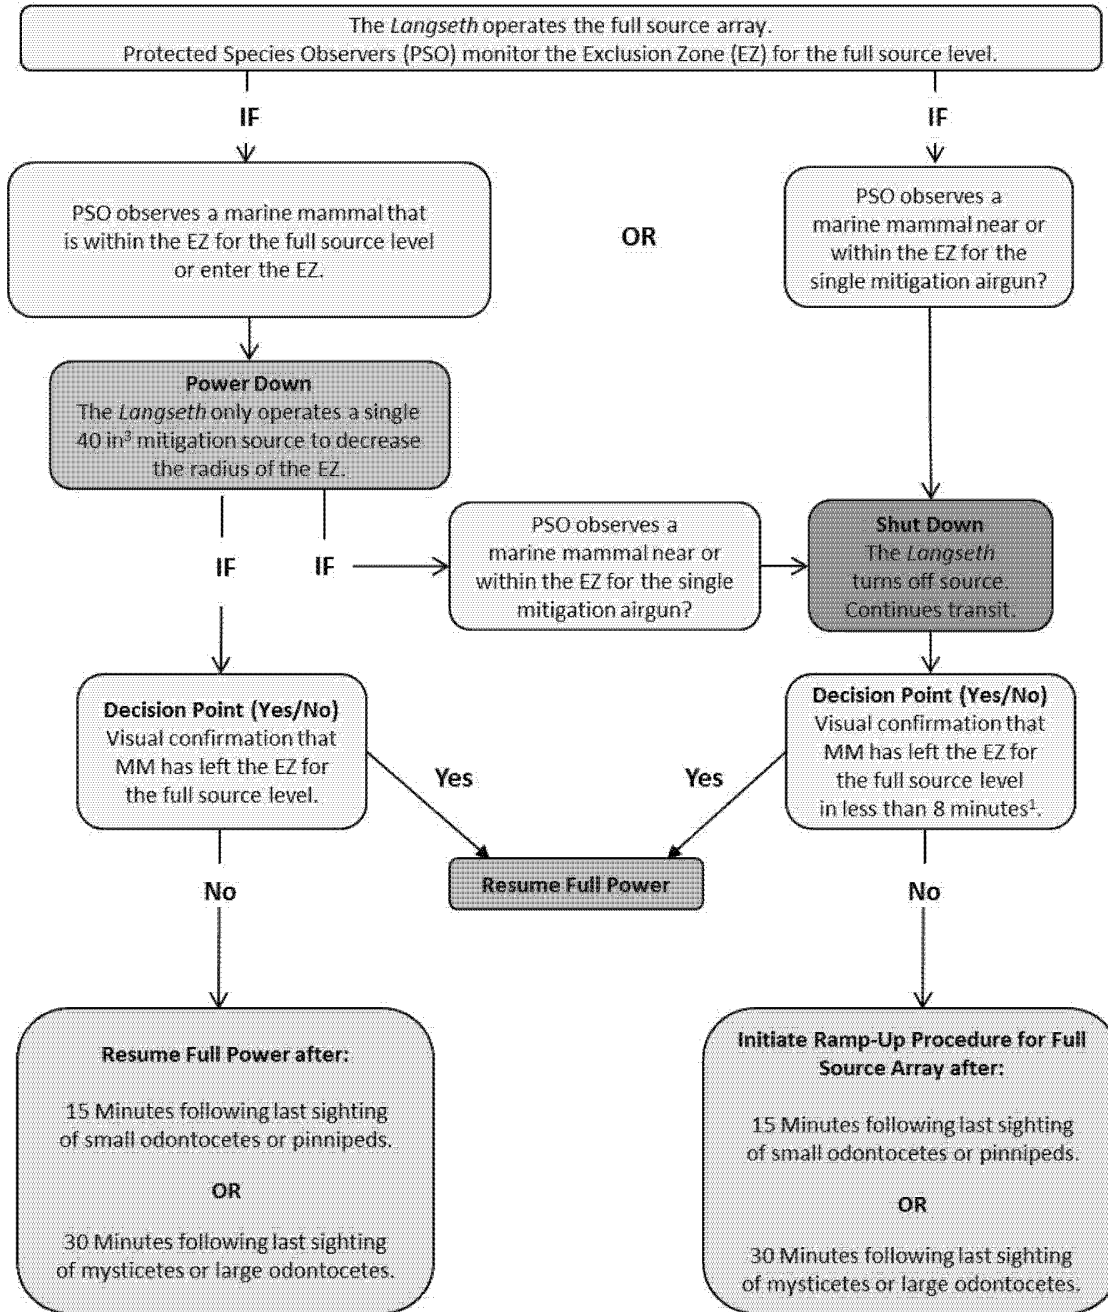 The Langseth operates the full source array.
Protected Species Observers (PSO) monitor the Exclusion Zone (EZ) for the full source level.
IF
IF
PSO observes a marine mammal that
is within the EZ for the full source level
or enter the EZ.
OR
PSO observes a
marine mammal near or
within the EZ for the
single mitigation airgun?
Power Down
The Langseth only operates a single
40 in³ mitigation source to decrease
the radius of the EZ.
IF
IF
PSO observes a
marine mammal near or
within the EZ for the single
mitigation airgun?
Shut Down
The Langseth
turns off source.
Continues transit.
Decision Point (Yes/No)
Visual confirmation that
MM has left the EZ for
the full source level.
Decision Point (Yes/No)
Visual confirmation that
MM has left the EZ for
the full source level
in less than 8 minutes¹.
Yes
Yes
Resume Full Power
No
No
Resume Full Power after:
15 Minutes following last sighting
of small odontocetes or pinnipeds.
OR
30 Minutes following last sighting
of mysticetes or large odontocetes.
Initiate Ramp-Up Procedure for Full
Source Array after:
15 Minutes following last sighting
of small odontocetes or pinnipeds.
OR
30 Minutes following last sighting
of mysticetes or large odontocetes.